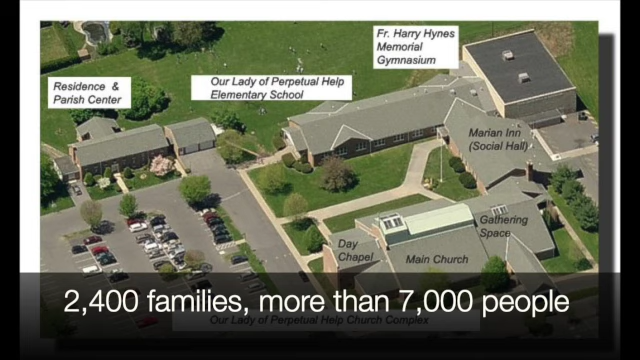 Fr. Harry Hynes
Memorial
Gymnasium
Residence &
Parish Center
Our Lady of Perpetual Help
Elementary School
Marian Inn
(Social Hall)
Gathering
Space
Day
Chapel
Main Church
2,400 families, more than 7,000 people
Our Lady of Perpetual Help Church Complex